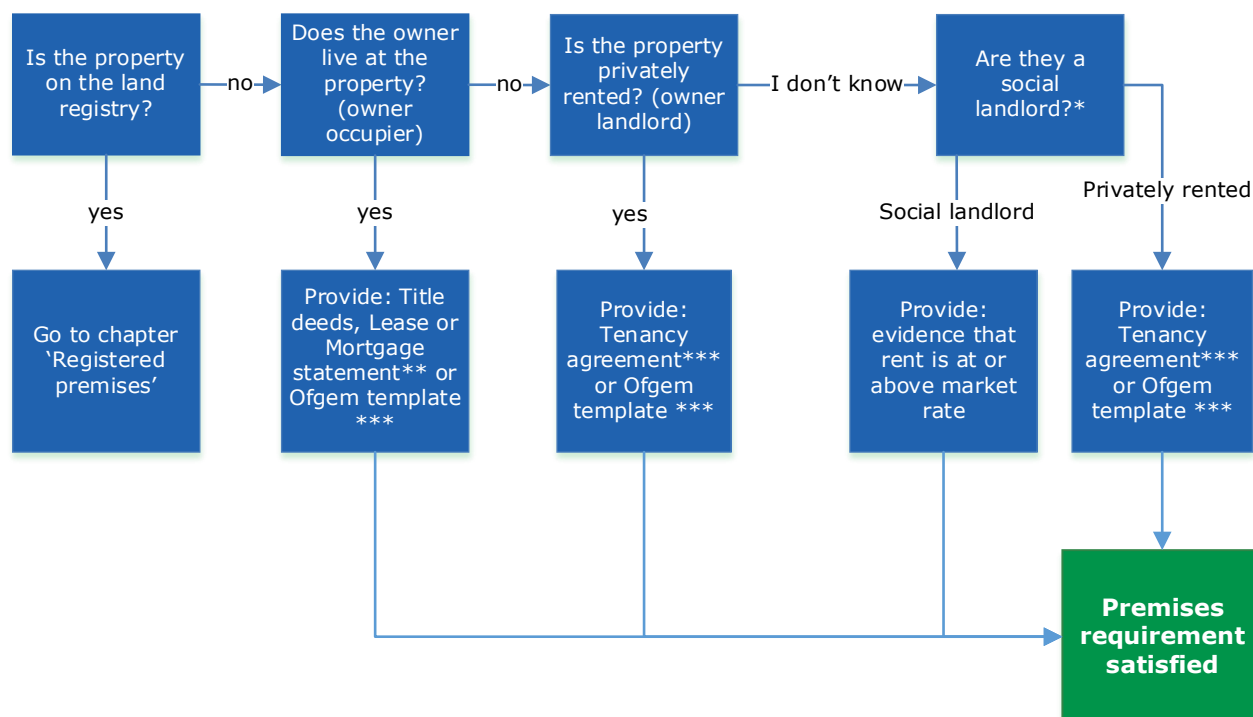 Is the property
on the land
registry?
no
Does the owner
live at the
property?
(owner
occupier)
no
Is the property
privately
rented? (owner
landlord)
I don’t know
Are they a
social
landlord?*
yes
yes
yes
Social landlord
Privately rented
Go to chapter
‘Registered
premises’
Provide: Title
deeds, Lease or
Mortgage
statement** or
Ofgem template
***
Provide:
Tenancy
agreement***
or Ofgem
template ***
Provide:
evidence that
rent is at or
above market
rate
Provide:
Tenancy
agreement***
or Ofgem
template ***
Premises
requirement
satisfied